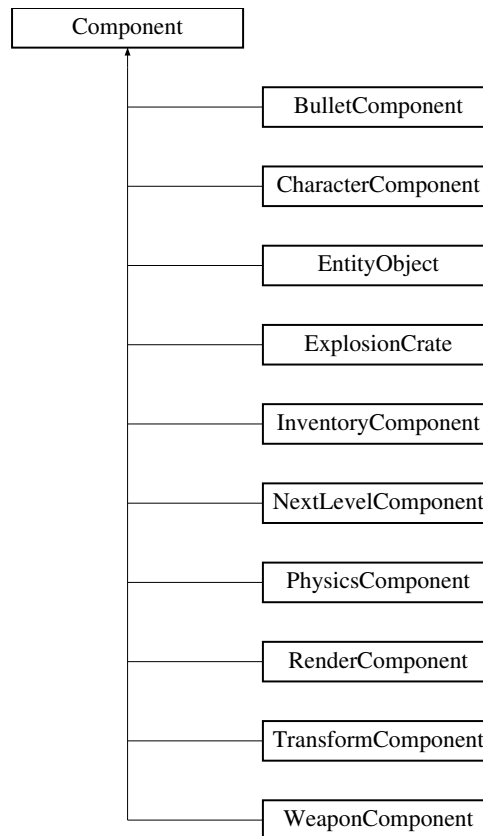 Component
BulletComponent
CharacterComponent
EntityObject
ExplosionCrate
InventoryComponent
NextLevelComponent
PhysicsComponent
RenderComponent
TransformComponent
WeaponComponent